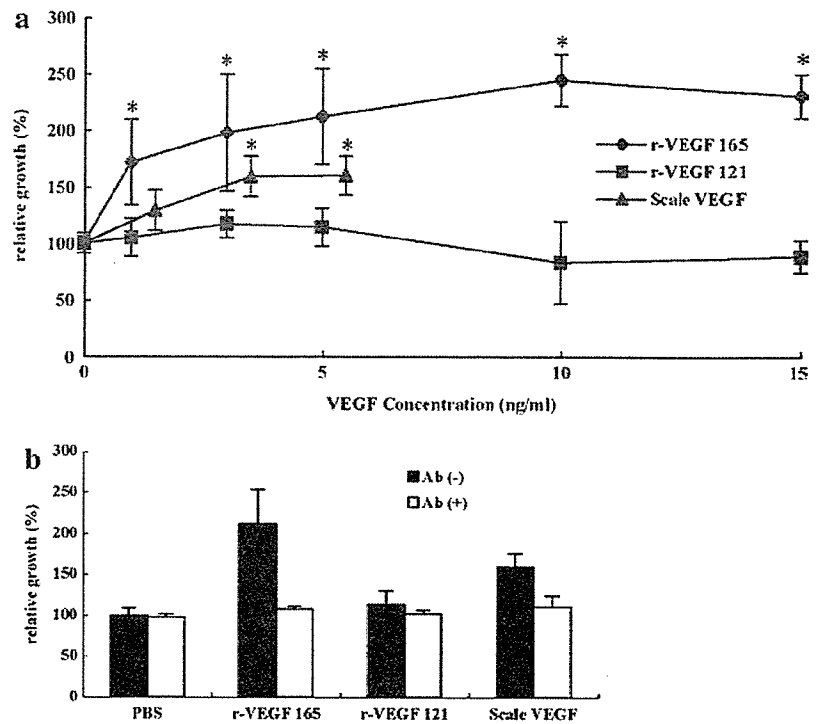 a
300
*
*
*
*
*
250
200
150
100
50
0
relative growth (%)
*
*
r-VEGF 165
r-VEGF 121
Scale VEGF
0
5
10
15
VEGF Concentration (ng/ml)
b
300
250
200
150
100
50
0
relative growth (%)
Ab (-)
Ab (+)
PBS
r-VEGF 165
r-VEGF 121
Scale VEGF